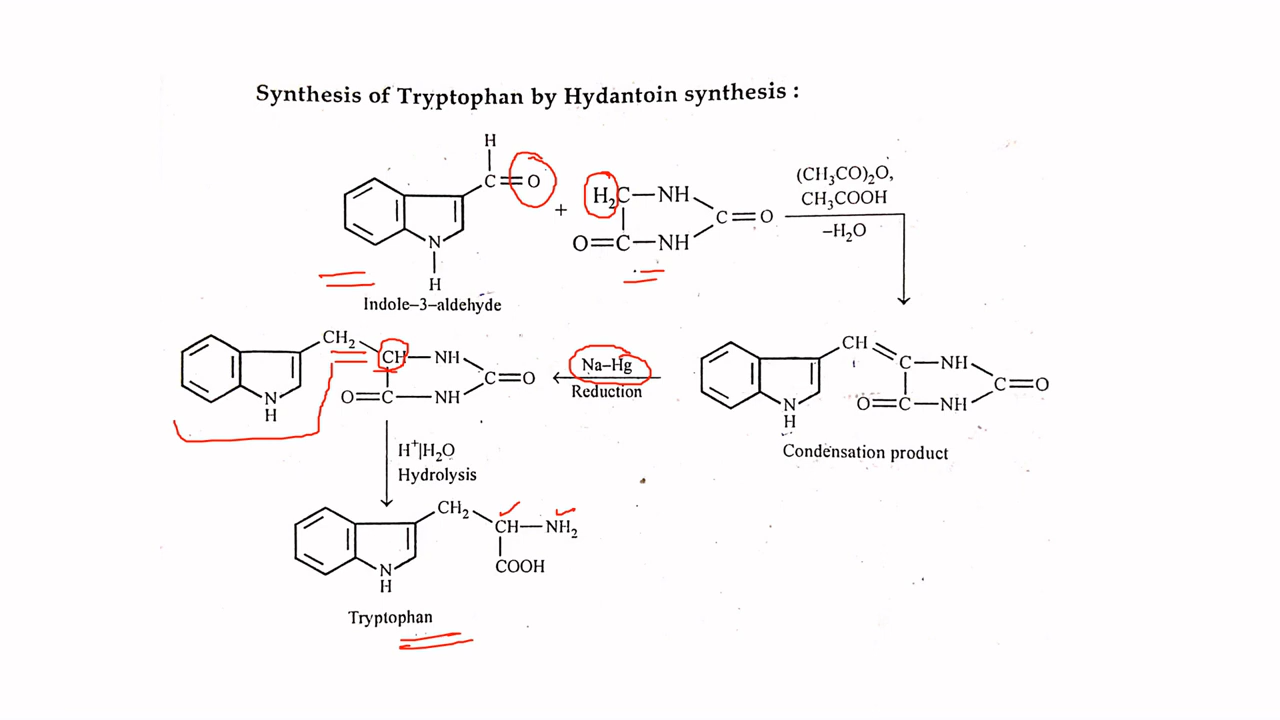 Synthesis of Tryptophan by Hydantoin synthesis :
H
C=O
N
H
Indole–3–aldehyde
+
H₂C—NH
C=O
O=C—NH
(CH₃CO)₂O,
CH₃COOH
–H₂O
CH₂
CH—NH
C=O
O=C—NH
N
H
Na–Hg
Reduction
CH
C—NH
C=O
O=C—NH
N
H
Condensation product
H⁺|H₂O
Hydrolysis
CH₂
CH—NH₂
COOH
N
H
Tryptophan